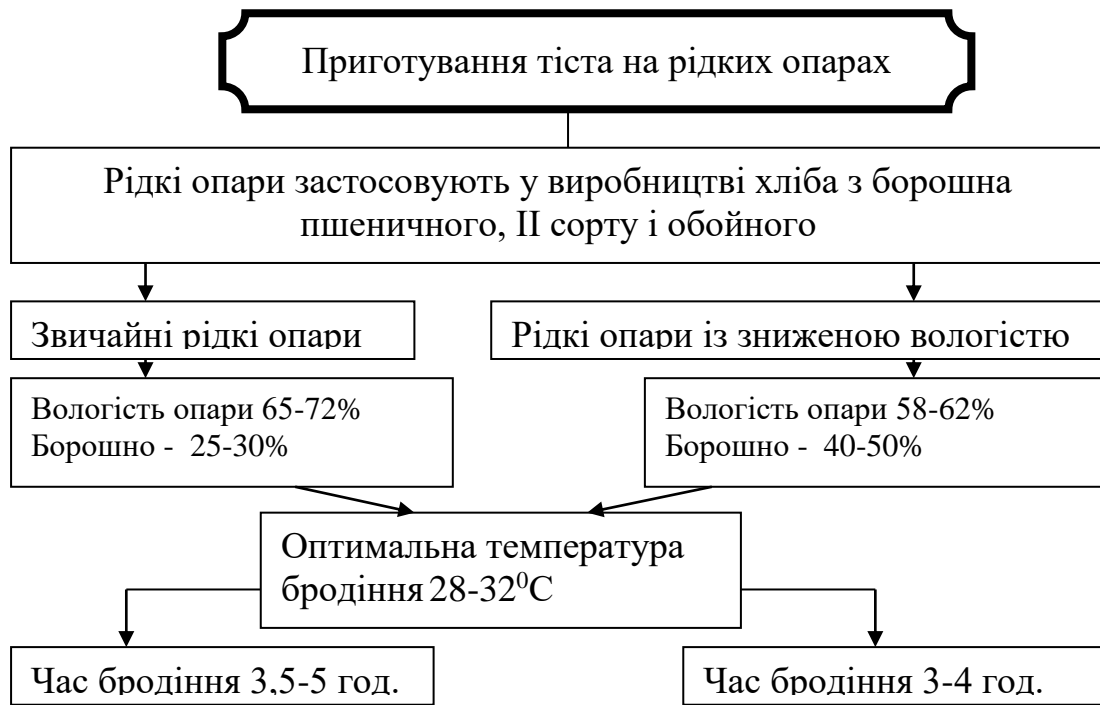 Приготування тіста на рідких опарах
Рідкі опари застосовують у виробництві хліба з борошна
пшеничного, ІІ сорту і обойного
Звичайні рідкі опари
Рідкі опари із зниженою вологістю
Вологість опари 65-72%
Борошно - 25-30%
Вологість опари 58-62%
Борошно - 40-50%
Оптимальна температура
бродіння 28-32⁰С
Час бродіння 3,5-5 год.
Час бродіння 3-4 год.